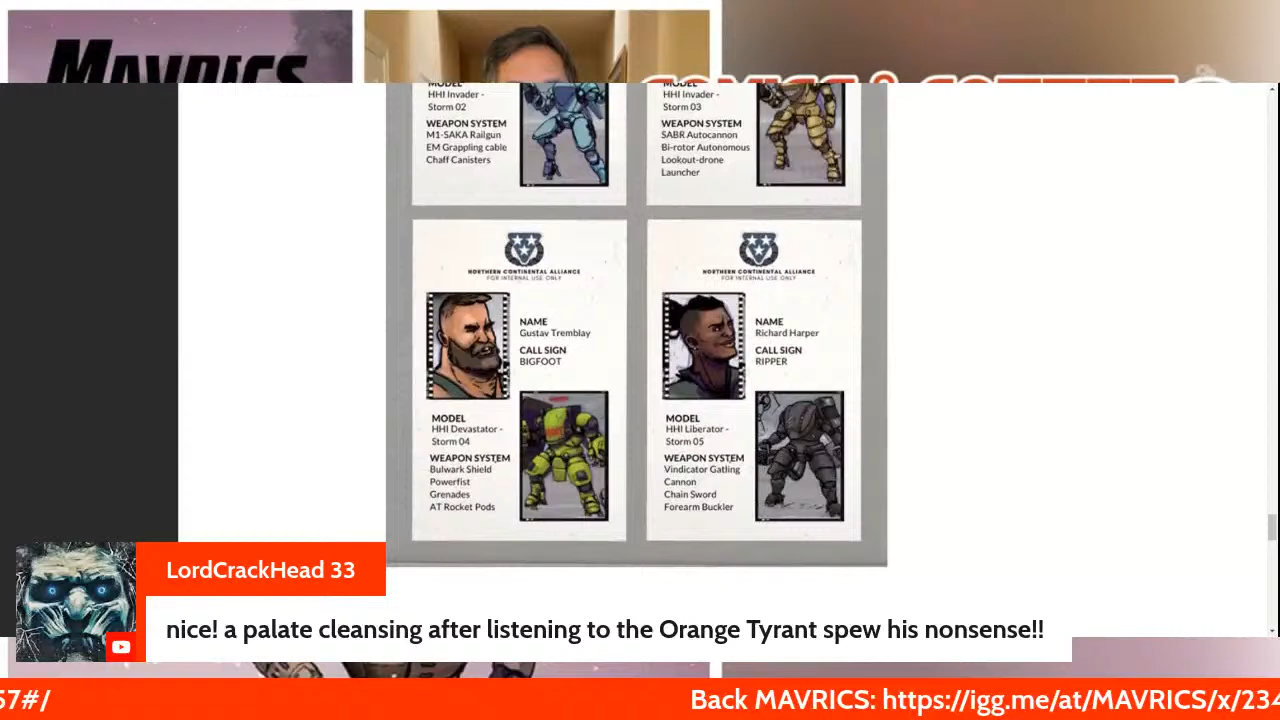 MAVRICS
MODEL
HHI Invader -
Storm 02
WEAPON SYSTEM
M1-SAKA Railgun
EM Grappling cable
Chaff Canisters
MODEL
HHI Invader -
Storm 03
WEAPON SYSTEM
SABR Autocannon
Bi-rotor Autonomous
Lookout-drone
Launcher
NORTHERN CONTINENTAL ALLIANCE
FOR INTERNAL USE ONLY
NAME
Gustav Tremblay
CALL SIGN
BIGFOOT
MODEL
HHI Devastator -
Storm 04
WEAPON SYSTEM
Bulwark Shield
Powerfist
Grenades
AT Rocket Pods
NORTHERN CONTINENTAL ALLIANCE
FOR INTERNAL USE ONLY
NAME
Richard Harper
CALL SIGN
RIPPER
MODEL
HHI Liberator -
Storm 05
WEAPON SYSTEM
Vindicator Gatling
Cannon
Chain Sword
Forearm Buckler
LordCrackHead 33
nice! a palate cleansing after listening to the Orange Tyrant spew his nonsense!!
57#/ Back MAVRICS: https://igg.me/at/MAVRICS/x/234